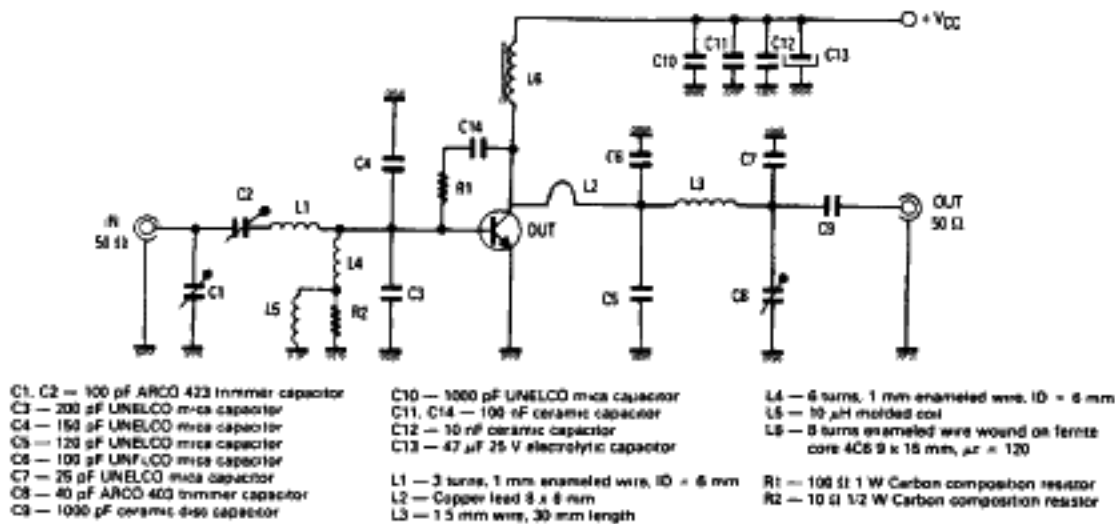 + VCC
C10
C11
C12
C13
L6
C14
C4
R1
C6
C7
C2
L1
L2
L3
IN
50 Ω
DUT
OUT
50 Ω
C9
L4
C1
L5
R2
C3
C5
C8
C1, C2 — 100 pF ARCO 423 trimmer capacitor
C3 — 200 pF UNELCO mica capacitor
C4 — 150 pF UNELCO mica capacitor
C5 — 120 pF UNELCO mica capacitor
C6 — 100 pF UNELCO mica capacitor
C7 — 25 pF UNELCO mica capacitor
C8 — 40 pF ARCO 403 trimmer capacitor
C9 — 1000 pF ceramic disc capacitor
C10 — 1000 pF UNELCO mica capacitor
C11, C14 — 100 nF ceramic capacitor
C12 — 10 nF ceramic capacitor
C13 — 47 µF 25 V electrolytic capacitor
L1 — 3 turns, 1 mm enameled wire, ID = 6 mm
L2 — Copper lead 8 x 8 mm
L3 — 1.5 mm wire, 30 mm length
L4 — 6 turns, 1 mm enameled wire, ID = 6 mm
L5 — 10 µH molded coil
L6 — 8 turns enameled wire wound on ferrite
core 4C6 9 x 16 mm, µr = 120
R1 — 100 Ω 1 W Carbon composition resistor
R2 — 10 Ω 1/2 W Carbon composition resistor